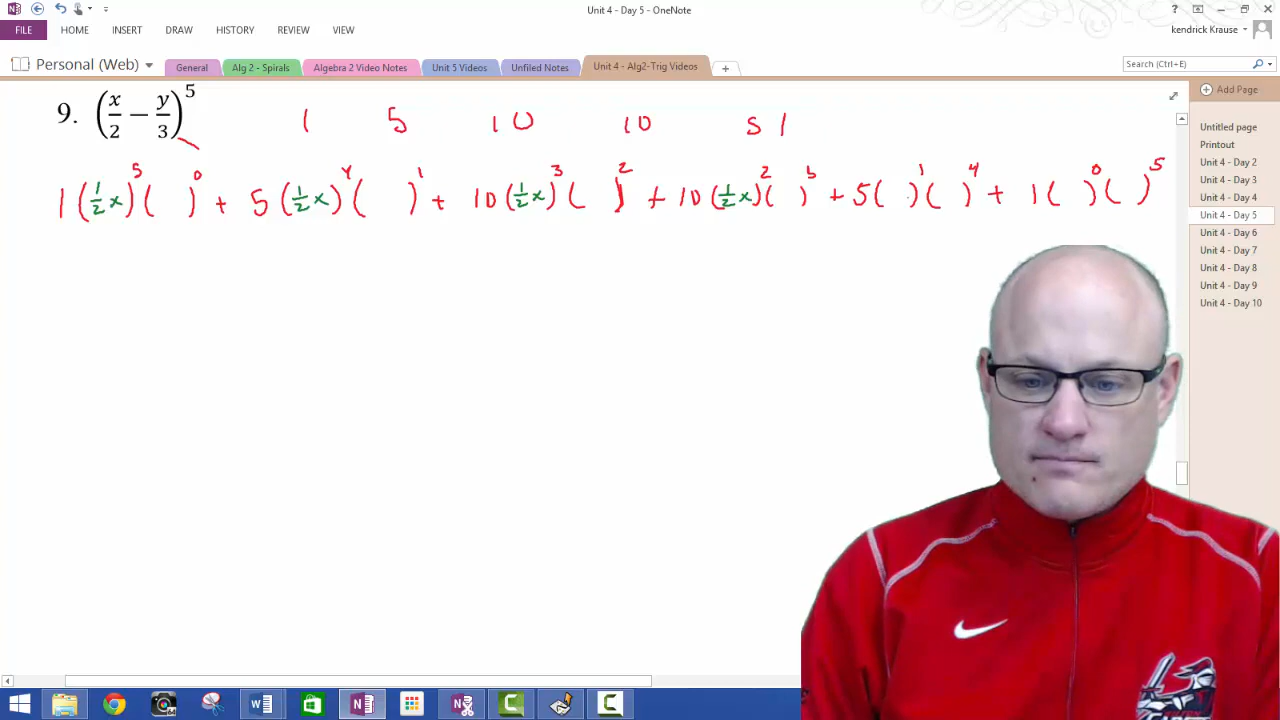 Unit 4 - Day 5 - OneNote
FILE HOME INSERT DRAW HISTORY REVIEW VIEW
kendrick Krause
Personal (Web) General Alg 2 - Spirals Algebra 2 Video Notes Unit 5 Videos Unfiled Notes Unit 4 - Alg2-Trig Videos
Search (Ctrl+E)
Add Page
Untitled page
Printout
Unit 4 - Day 2
Unit 4 - Day 3
Unit 4 - Day 4
Unit 4 - Day 5
Unit 4 - Day 6
Unit 4 - Day 7
Unit 4 - Day 8
Unit 4 - Day 9
Unit 4 - Day 10
9. (x/2 − y/3)^5
1 5 10 10 5 1
1(1/2 x)^5( )^0 + 5(1/2 x)^4( )^1 + 10(1/2 x)^3( )^2 + 10(1/2 x)^2( )^3 + 5( )^1( )^4 + 1( )^0( )^5